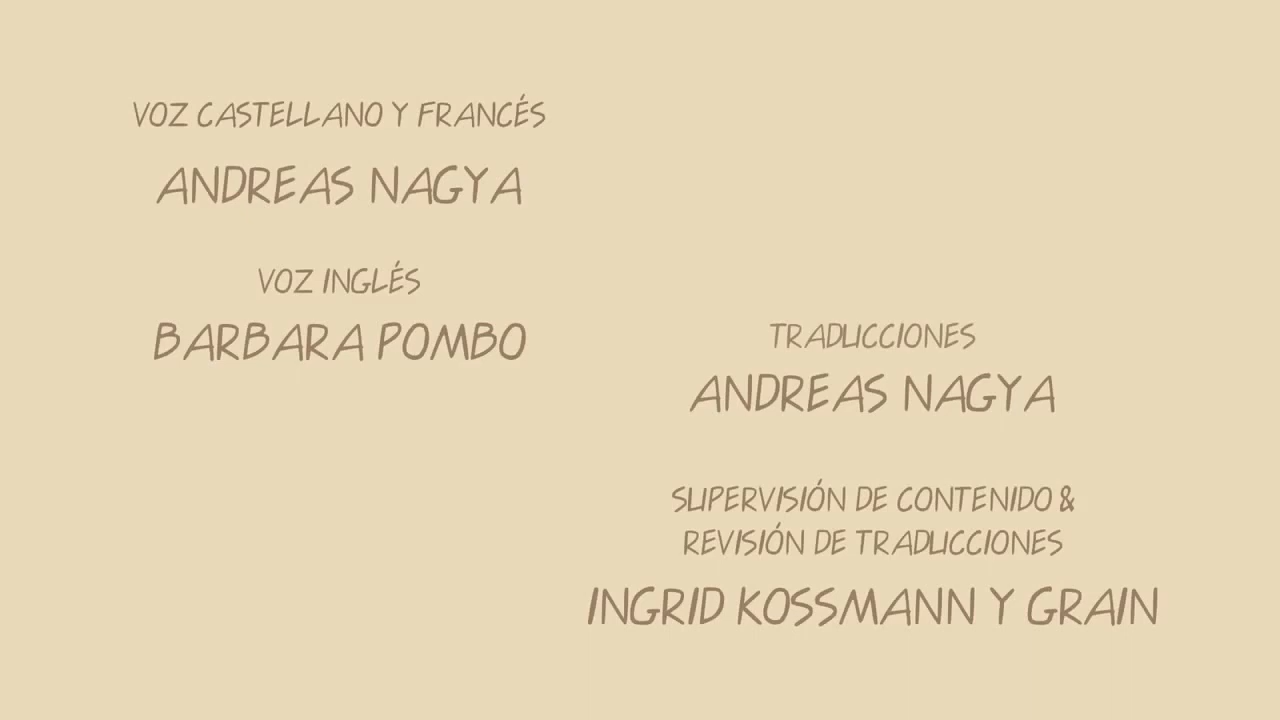 VOZ CASTELLANO Y FRANCÉS
ANDREAS NAGYA
VOZ INGLÉS
BARBARA POMBO
TRADUCCIONES
ANDREAS NAGYA
SUPERVISIÓN DE CONTENIDO &
REVISIÓN DE TRADUCCIONES
INGRID KOSSMANN Y GRAIN